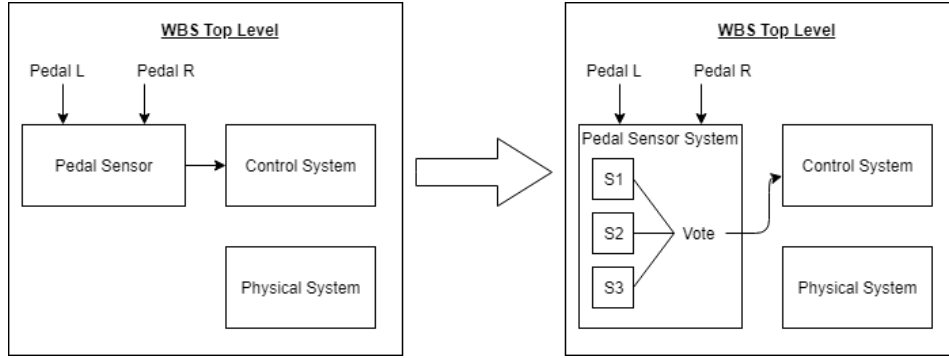 WBS Top Level
Pedal L
Pedal R
Pedal Sensor
Control System
Physical System
WBS Top Level
Pedal L
Pedal R
Pedal Sensor System
S1
S2
S3
Vote
Control System
Physical System